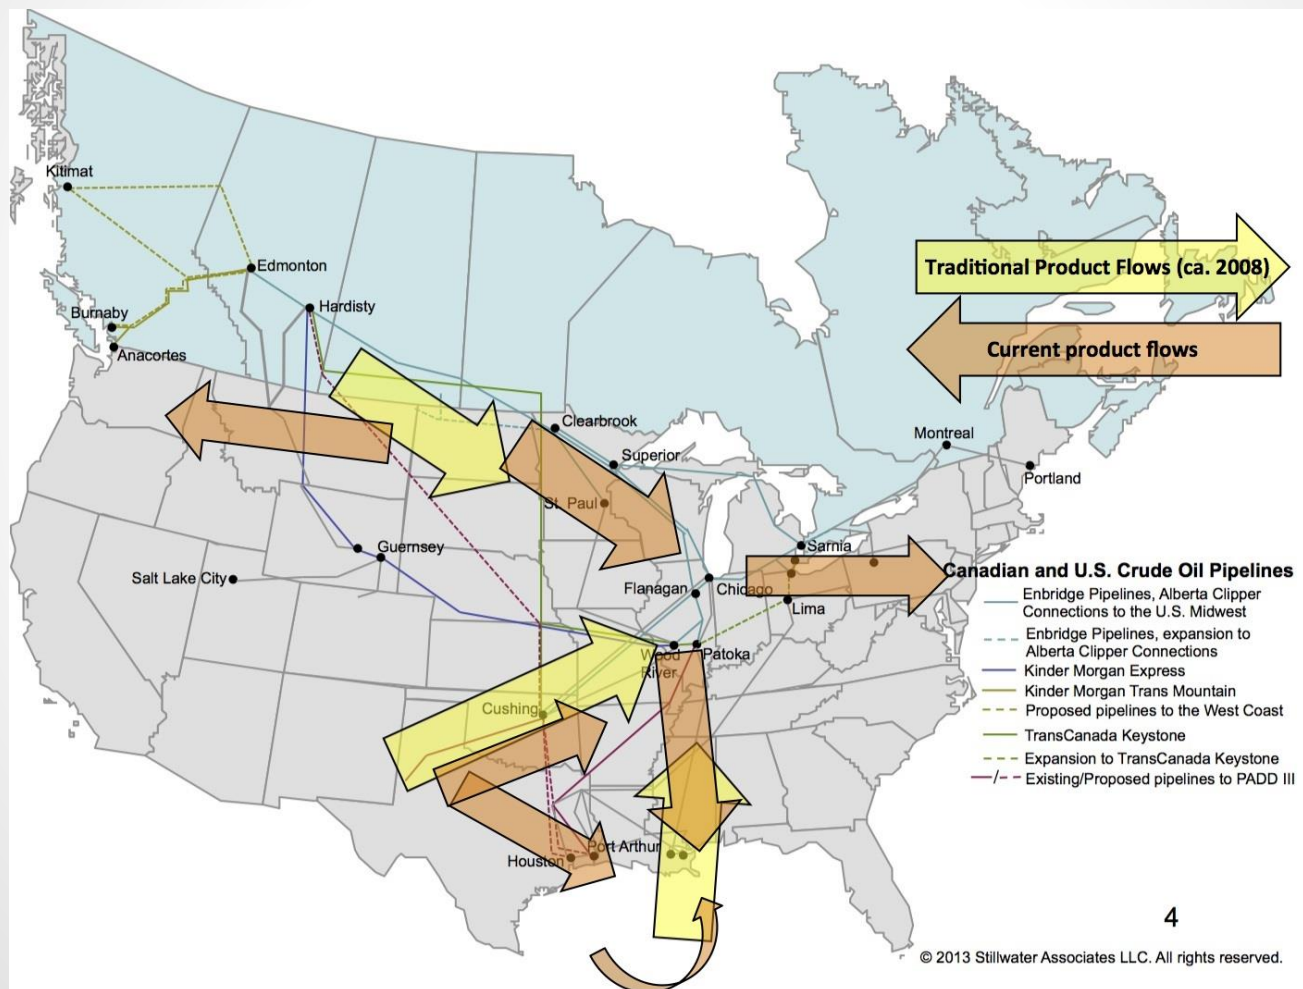 Kitimat
Edmonton
Hardisty
Burnaby
Anacortes
Traditional Product Flows (ca. 2008)
Current product flows
Clearbrook
Superior
Montreal
Portland
St. Paul
Guernsey
Salt Lake City
Sarnia
Flanagan
Chicago
Lima
Wood
River
Patoka
Cushing
Houston
Port Arthur
Canadian and U.S. Crude Oil Pipelines
Enbridge Pipelines, Alberta Clipper
Connections to the U.S. Midwest
Enbridge Pipelines, expansion to
Alberta Clipper Connections
Kinder Morgan Express
Kinder Morgan Trans Mountain
Proposed pipelines to the West Coast
TransCanada Keystone
Expansion to TransCanada Keystone
Existing/Proposed pipelines to PADD III
4
© 2013 Stillwater Associates LLC. All rights reserved.